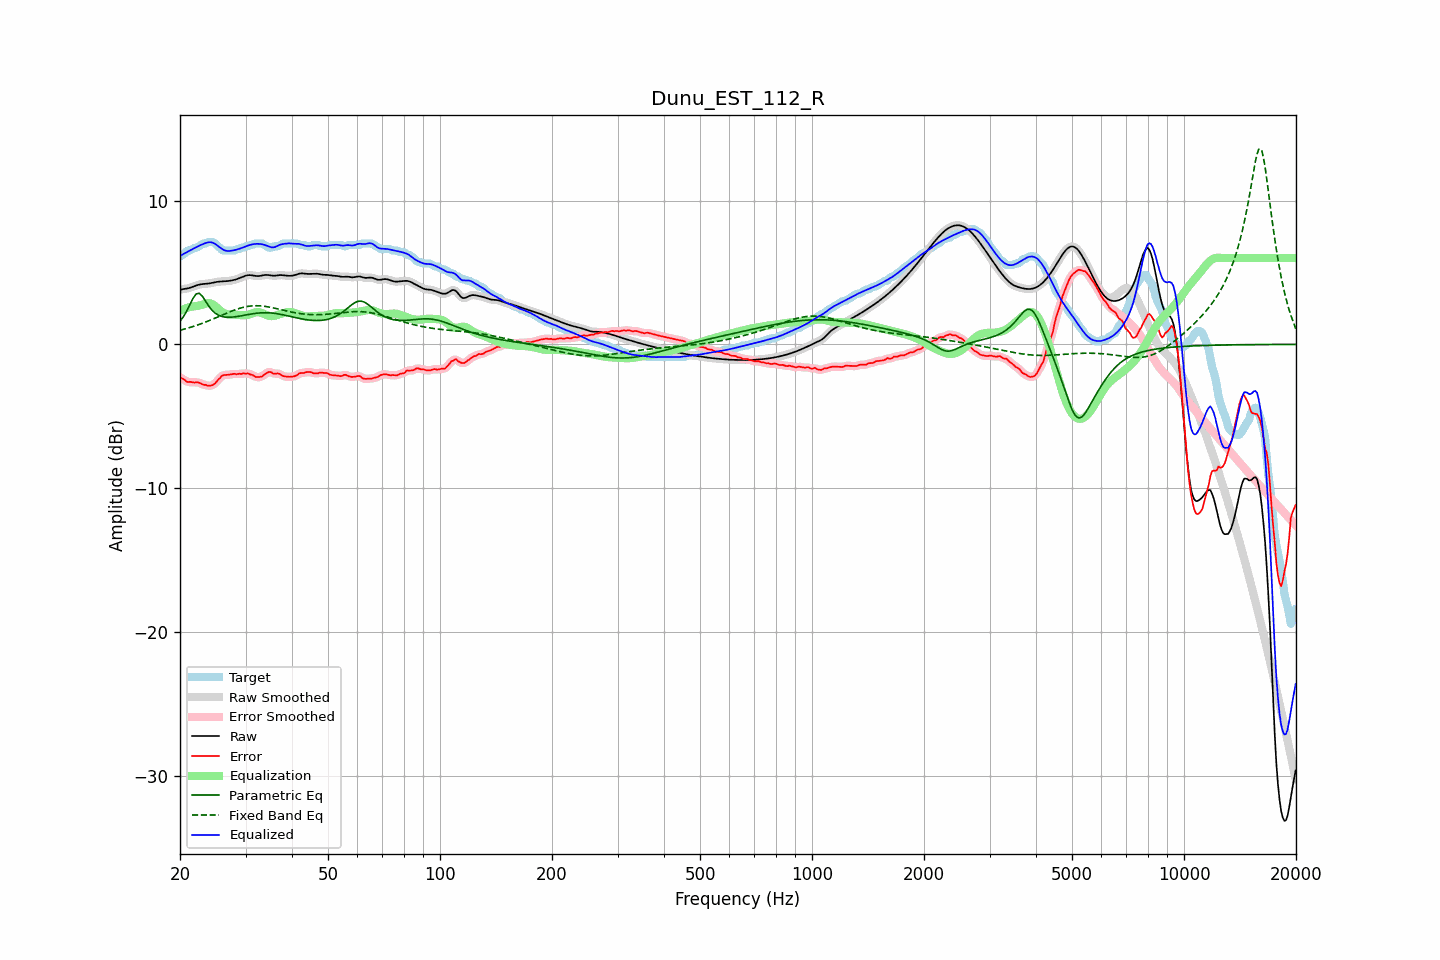 Dunu_EST_112_R
Amplitude (dBr)
10
0
−10
−20
−30
Target
Raw Smoothed
Error Smoothed
Raw
Error
Equalization
Parametric Eq
Fixed Band Eq
Equalized
20 50 100 200 500 1000 2000 5000 10000 20000
Frequency (Hz)